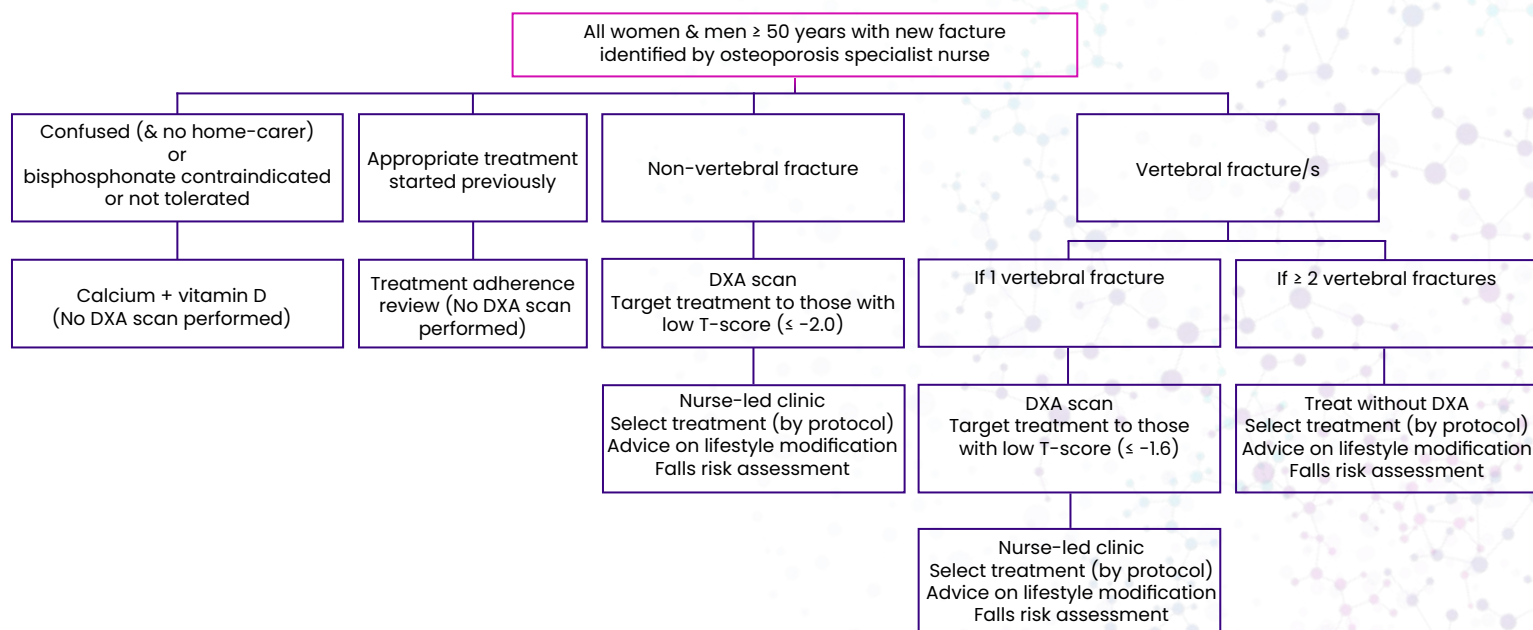 All women & men ≥ 50 years with new facture
identified by osteoporosis specialist nurse
Confused (& no home-carer)
or
bisphosphonate contraindicated
or not tolerated
Appropriate treatment
started previously
Non-vertebral fracture
Vertebral fracture/s
Calcium + vitamin D
(No DXA scan performed)
Treatment adherence
review (No DXA scan
performed)
DXA scan
Target treatment to those with
low T-score (≤ -2.0)
If 1 vertebral fracture
If ≥ 2 vertebral fractures
Nurse-led clinic
Select treatment (by protocol)
Advice on lifestyle modification
Falls risk assessment
DXA scan
Target treatment to those
with low T-score (≤ -1.6)
Treat without DXA
Select treatment (by protocol)
Advice on lifestyle modification
Falls risk assessment
Nurse-led clinic
Select treatment (by protocol)
Advice on lifestyle modification
Falls risk assessment